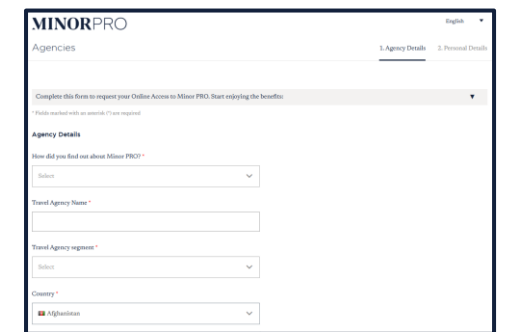 MINORPRO
English
Agencies
1. Agency Details 2. Personal Details
Complete this form to request your Online Access to Minor PRO. Start enjoying the benefits:
* Fields marked with an asterisk (*) are required
Agency Details
How did you find out about Minor PRO? *
Select
Travel Agency Name *
Travel Agency segment *
Select
Country *
Afghanistan